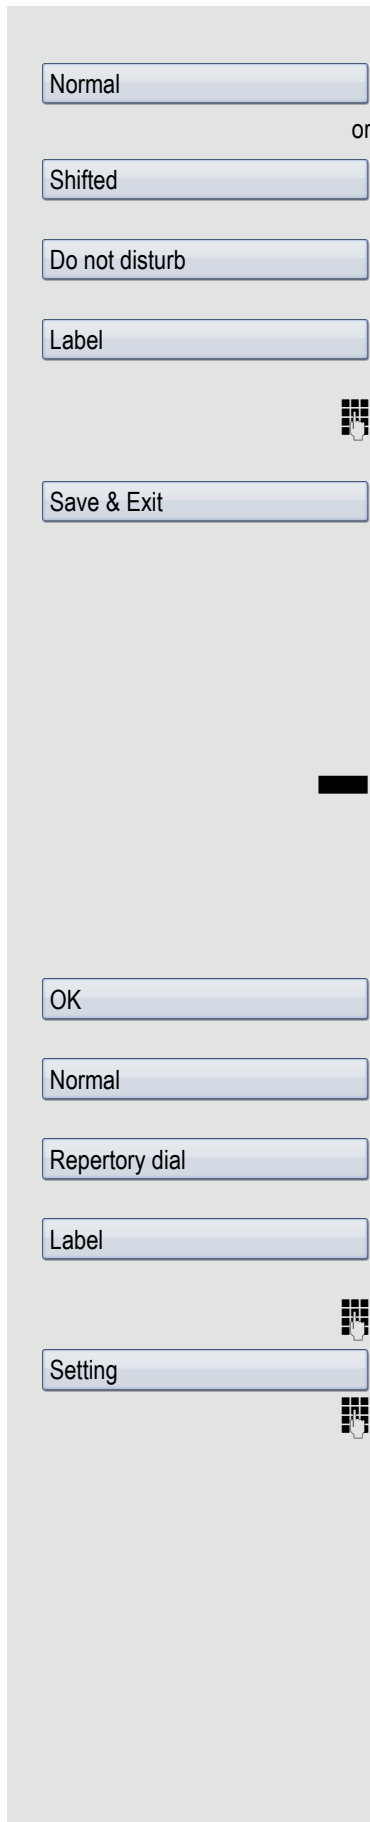 Normal
or
Shifted
Do not disturb
Label
Save & Exit
OK
Normal
Repertory dial
Label
Setting